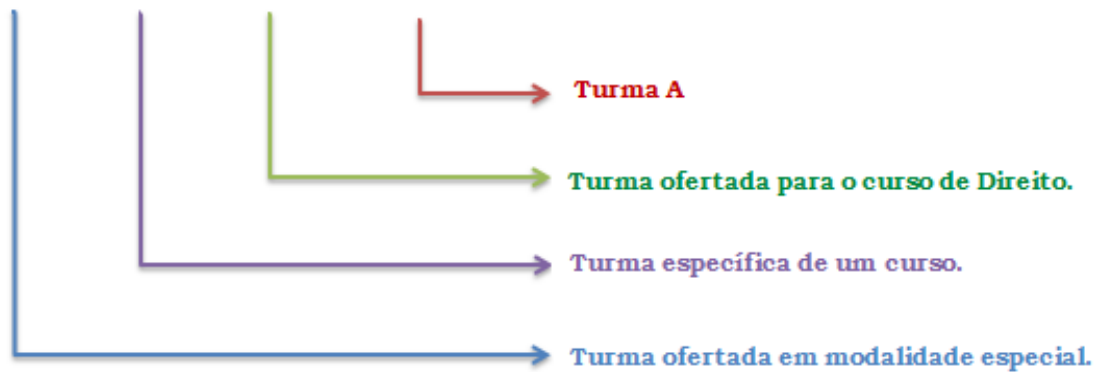 Turma A
Turma ofertada para o curso de Direito.
Turma específica de um curso.
Turma ofertada em modalidade especial.